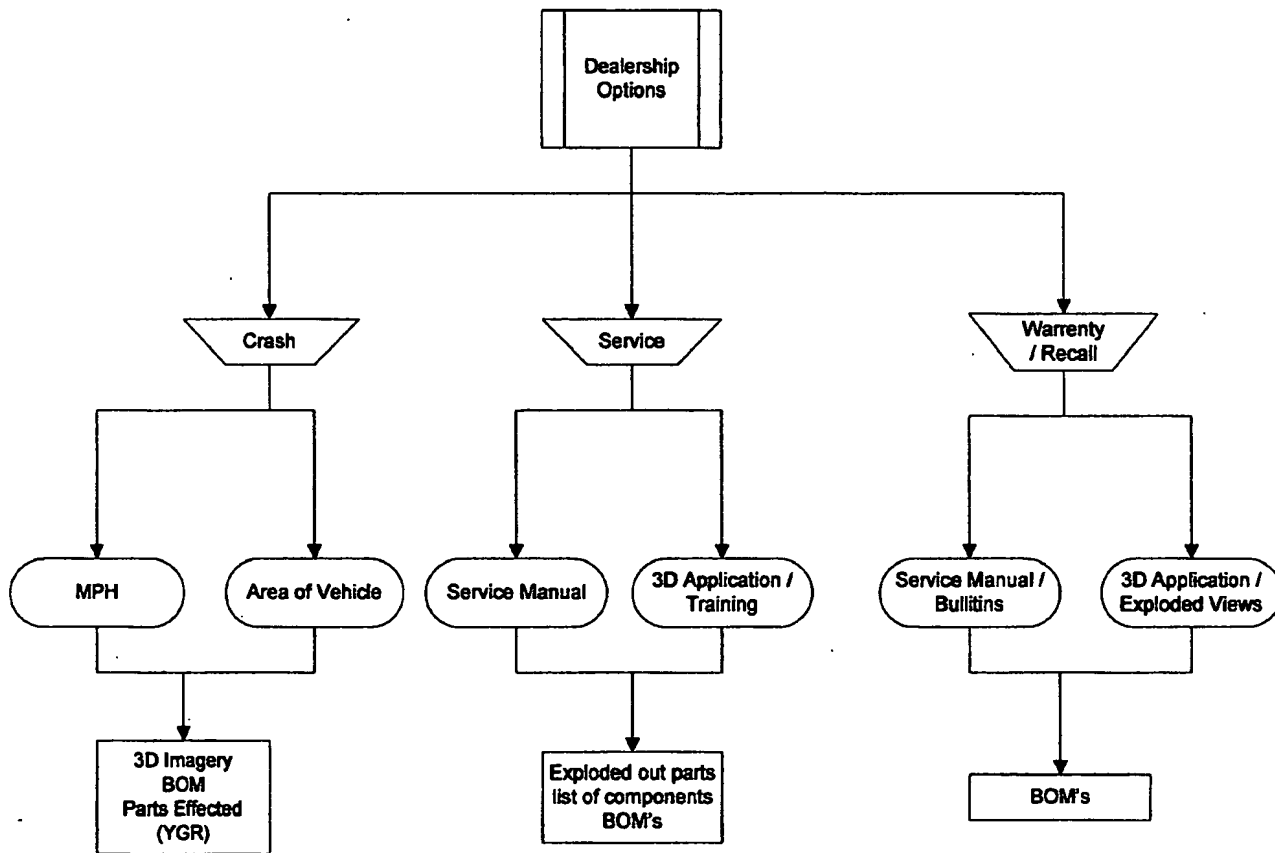 Dealership
Options
Crash
Service
Warrenty
/ Recall
MPH
Area of Vehicle
Service Manual
3D Application /
Training
Service Manual /
Bullitins
3D Application /
Exploded Views
3D Imagery
BOM
Parts Effected
(YGR)
Exploded out parts
list of components
BOM's
BOM's